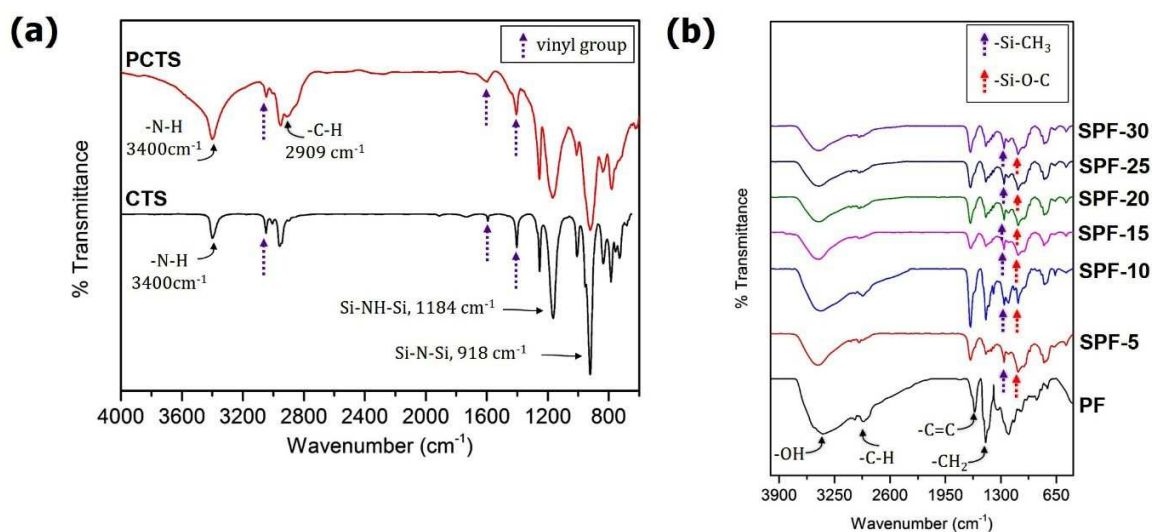 (a)
vinyl group
PCTS
-N-H
3400cm-1
-C-H
2909 cm-1
CTS
-N-H
3400cm-1
Si-NH-Si, 1184 cm-1
Si-N-Si, 918 cm-1
% Transmittance
4000 3200 2400 2000 1600 1200 800
Wavenumber (cm-1)
(b)
-Si-CH3
-Si-O-C
SPF-30
SPF-25
SPF-20
SPF-15
SPF-10
SPF-5
PF
-OH
-C-H
-C=C
-CH2
% Transmittance
3900 3250 2600 1950 1300 650
Wavenumber (cm-1)